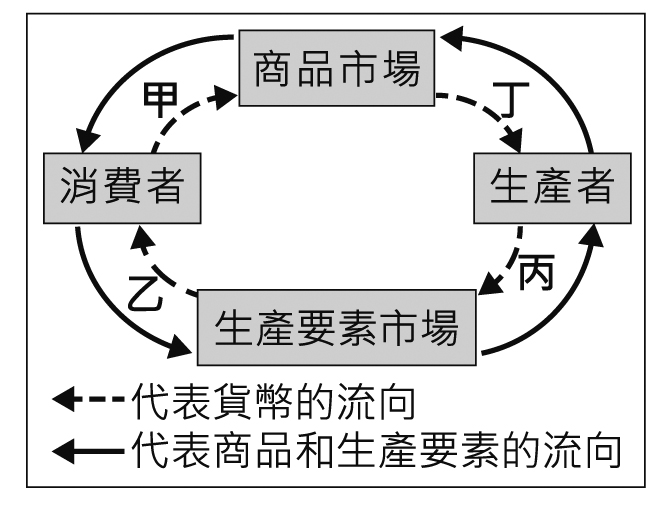 商品市場
甲
丁
消費者
生產者
乙
丙
生產要素市場
代表貨幣的流向
代表商品和生產要素的流向